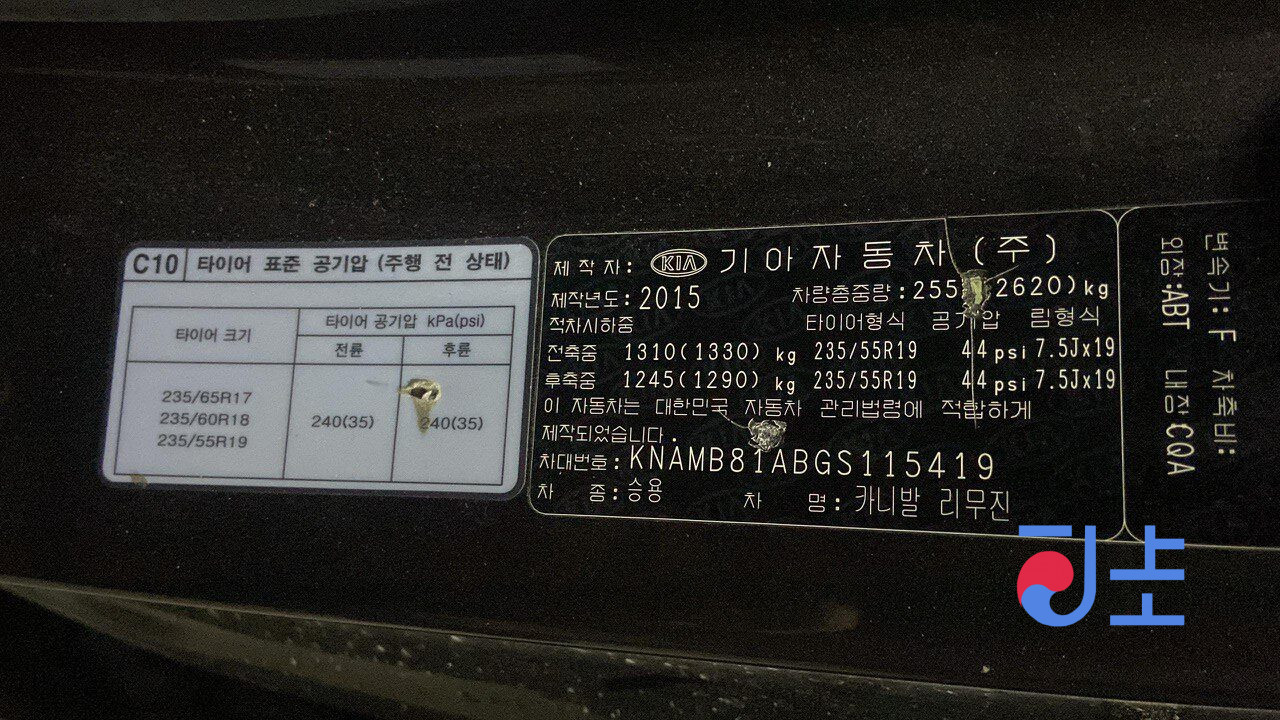 C10 타이어 표준 공기압 (주행 전 상태)
타이어 크기 타이어 공기압 kPa(psi)
전륜 후륜
235/65R17
235/60R18
235/55R19
240(35) 240(35)
제작자: KIA 기아자동차(주)
제작년도:2015 차량총중량:255 2620)kg
적차시하중 타이어형식 공기압 림형식
전축중 1310(1330) kg 235/55R19 44psi 7.5Jx19
후축중 1245(1290) kg 235/55R19 44psi 7.5Jx19
이 자동차는 대한민국 자동차 관리법령에 적합하게
제작되었습니다.
차대번호:KNAMB81ABGS115419
차 종:승용 차 명:카니발 리무진
변속기:F 차축비:
외장:ABT 내장:CQA